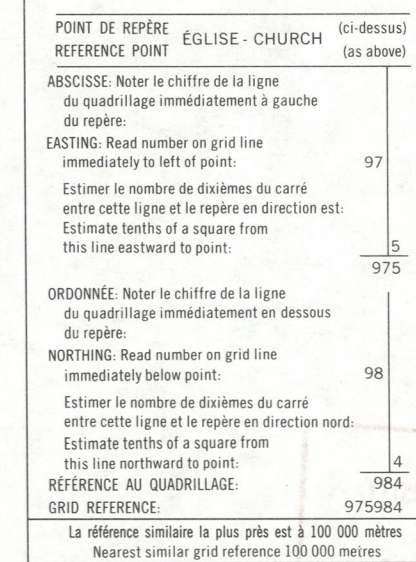 POINT DE REPÈRE ÉGLISE - CHURCH (ci-dessus)
REFERENCE POINT (as above)
ABSCISSE: Noter le chiffre de la ligne
du quadrillage immédiatement à gauche
du repère:
EASTING: Read number on grid line
immediately to left of point: 97
Estimer le nombre de dixièmes du carré
entre cette ligne et le repère en direction est:
Estimate tenths of a square from
this line eastward to point: 5
975
ORDONNÉE: Noter le chiffre de la ligne
du quadrillage immédiatement en dessous
du repère:
NORTHING: Read number on grid line
immediately below point: 98
Estimer le nombre de dixièmes du carré
entre cette ligne et le repère en direction nord:
Estimate tenths of a square from
this line northward to point: 4
RÉFÉRENCE AU QUADRILLAGE: 984
GRID REFERENCE: 975984
La référence similaire la plus près est à 100 000 mètres
Nearest similar grid reference 100 000 metres